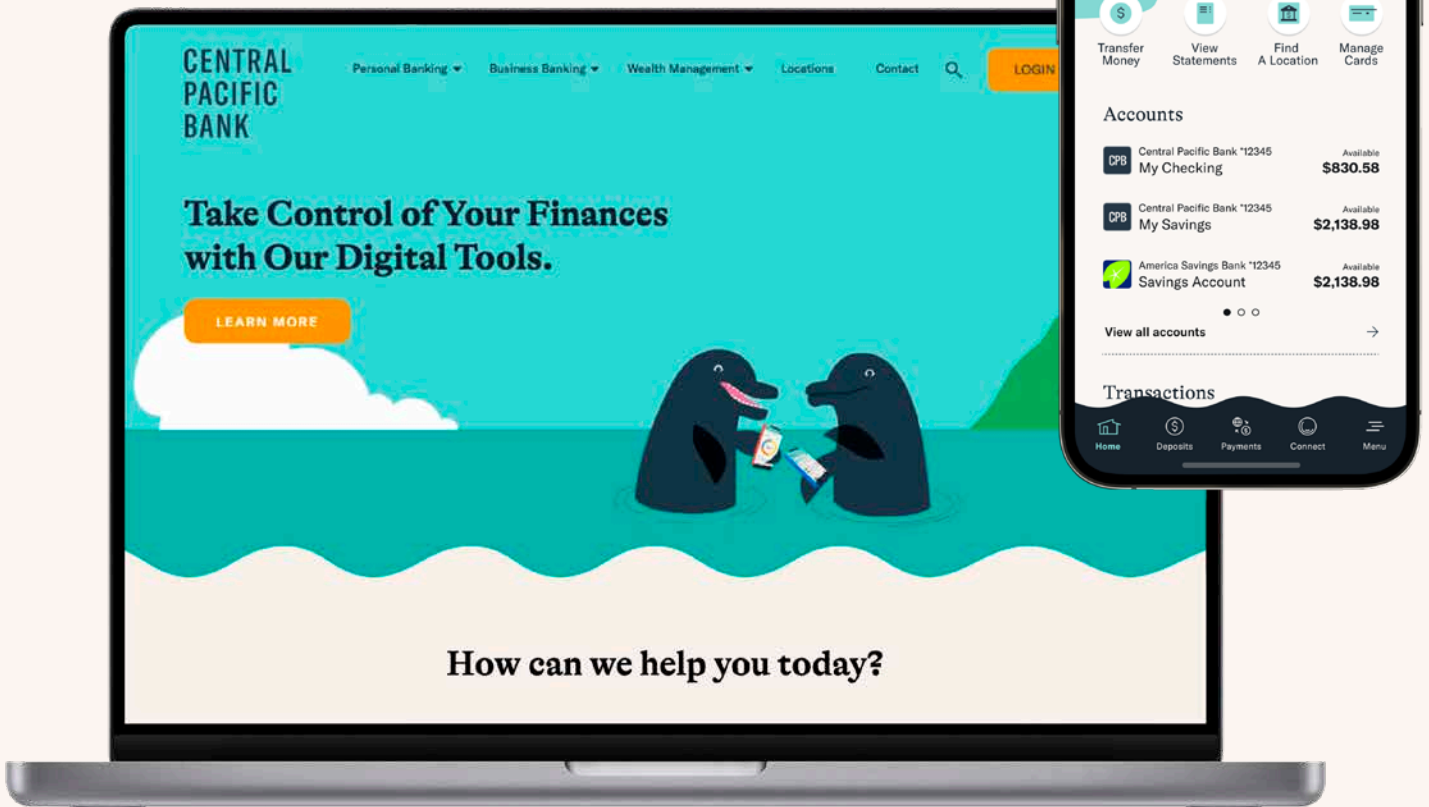 CENTRAL
PACIFIC
BANK
Personal Banking
Business Banking
Wealth Management
Locations
Contact
LOGIN
Take Control of Your Finances
with Our Digital Tools.
LEARN MORE
How can we help you today?
Transfer
Money
View
Statements
Find
A Location
Manage
Cards
Accounts
CPB
Central Pacific Bank *12345
My Checking
Available
$830.58
CPB
Central Pacific Bank *12345
My Savings
Available
$2,138.98
America Savings Bank *12345
Savings Account
Available
$2,138.98
View all accounts
Transactions
Home
Deposits
Payments
Connect
Menu